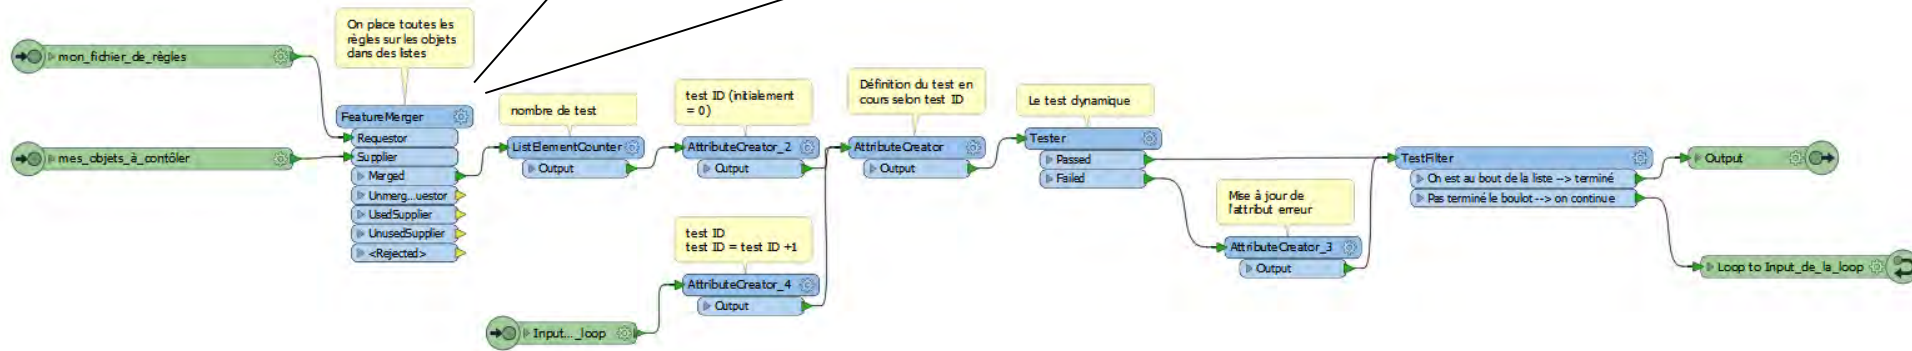 On place toutes les
règles sur les objets
dans des listes
mon_fichier_de_règles
mes_objets_à_contôler
FeatureMerger
Requestor
Supplier
Merged
Unmerg...uestor
UsedSupplier
UnusedSupplier
<Rejected>
nombre de test
ListElementCounter
Output
test ID (initialement
= 0)
AttributeCreator_2
Output
test ID
test ID = test ID +1
AttributeCreator_4
Output
Input..._loop
Définition du test en
cours selon test ID
AttributeCreator
Output
Le test dynamique
Tester
Passed
Failed
Mise à jour de
l'attribut erreur
AttributeCreator_3
Output
TestFilter
On est au bout de la liste --> terminé
Pas terminé le boulot --> on continue
Output
Loop to Input_de_la_loop